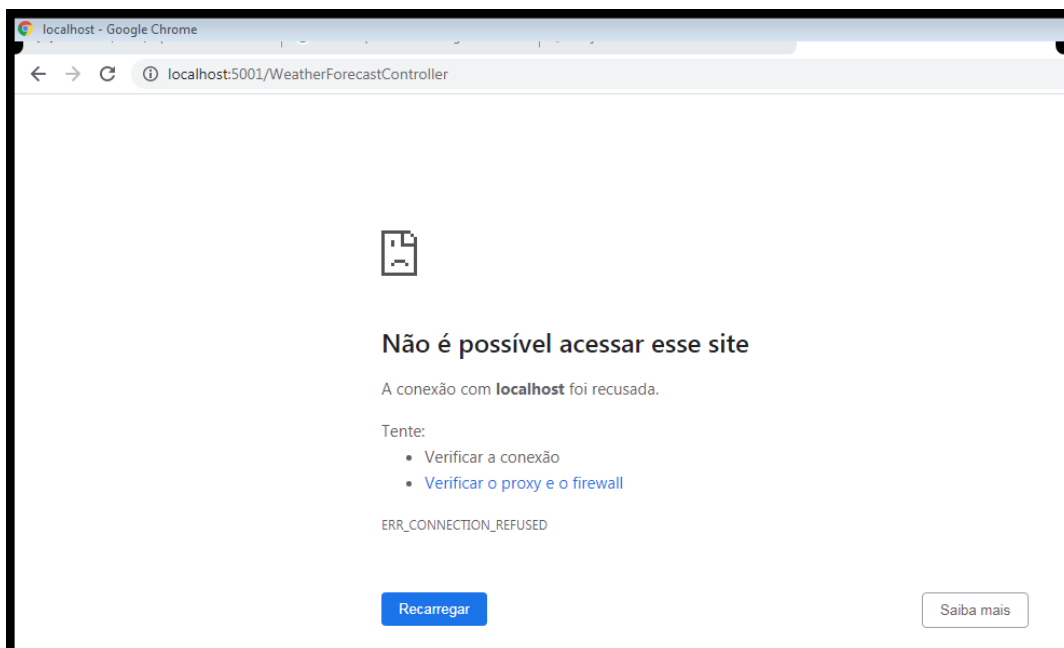 localhost - Google Chrome
localhost:5001/WeatherForecastController
Não é possível acessar esse site
A conexão com localhost foi recusada.
Tente:
• Verificar a conexão
• Verificar o proxy e o firewall
ERR_CONNECTION_REFUSED
Recarregar
Saiba mais